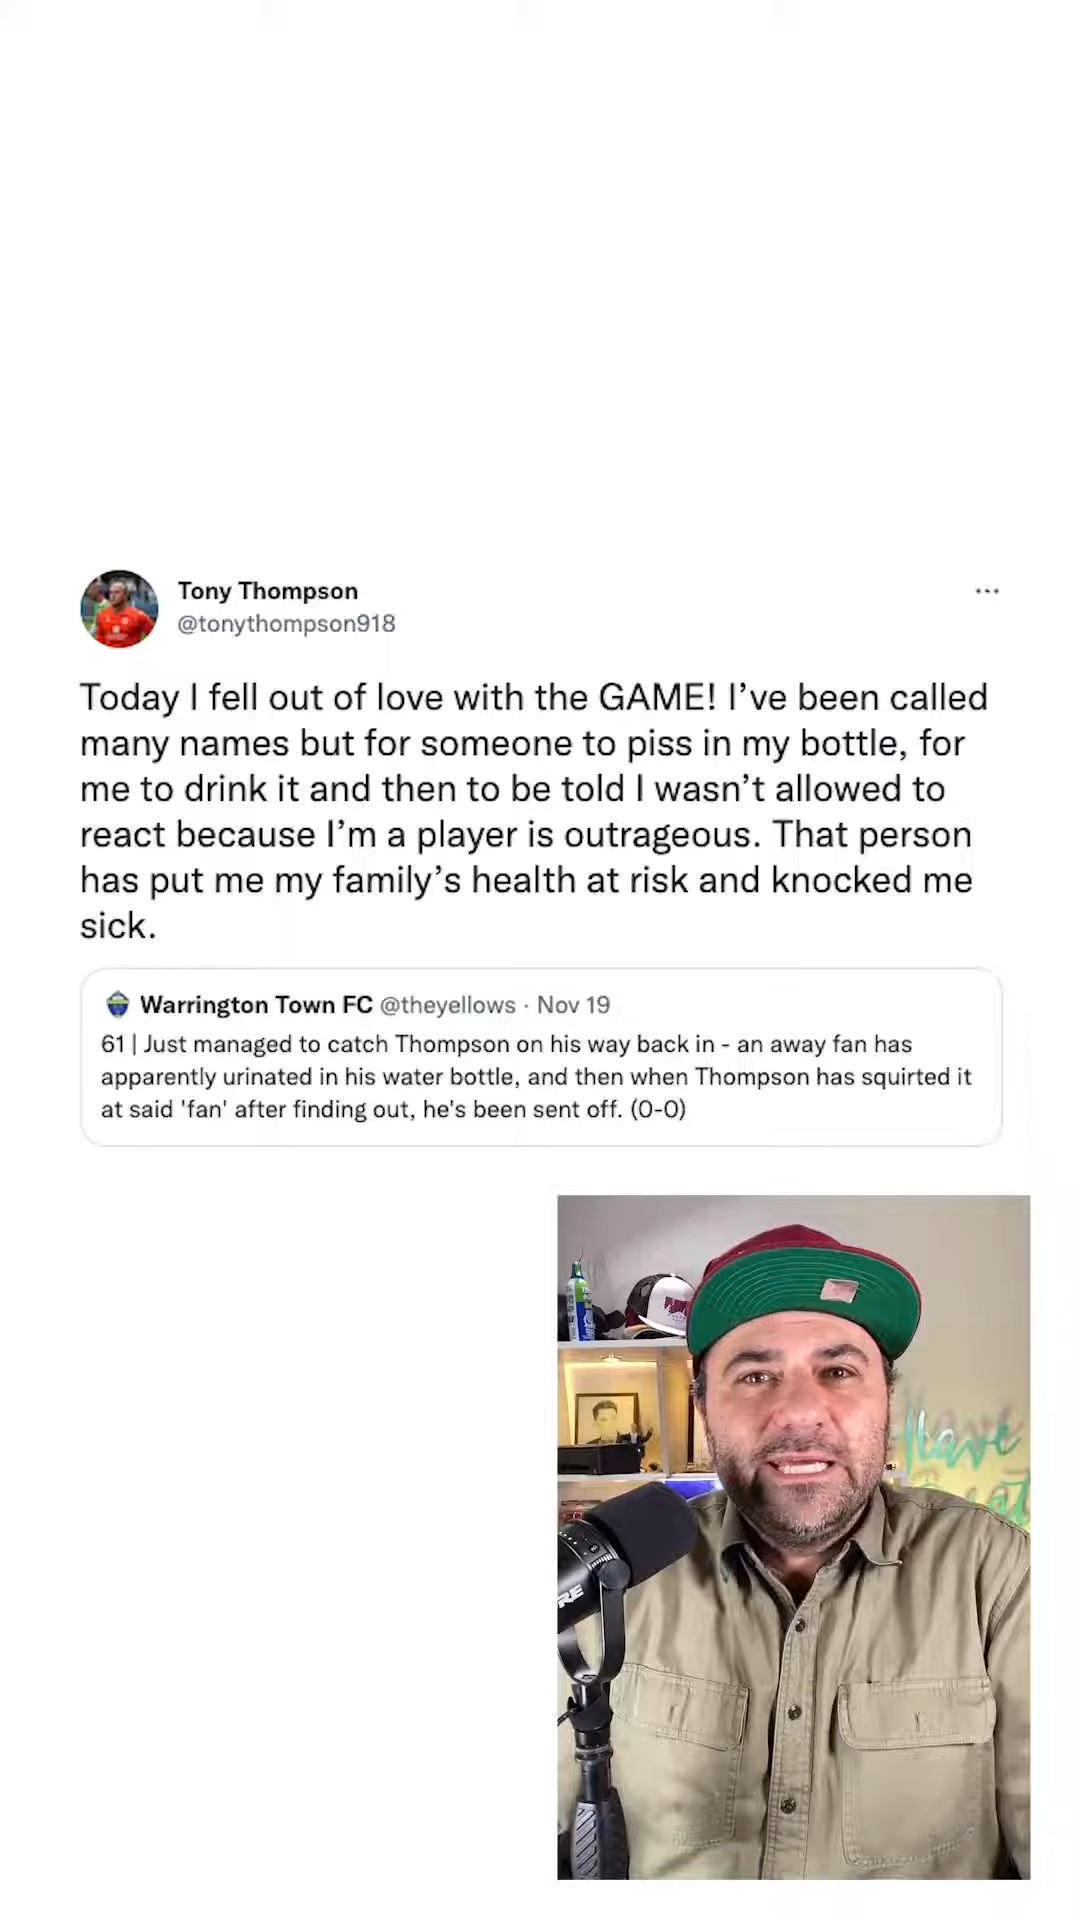 Tony Thompson
@tonythompson918
Today I fell out of love with the GAME! I’ve been called
many names but for someone to piss in my bottle, for
me to drink it and then to be told I wasn’t allowed to
react because I’m a player is outrageous. That person
has put me my family’s health at risk and knocked me
sick.
Warrington Town FC @theyellows · Nov 19
61 | Just managed to catch Thompson on his way back in - an away fan has
apparently urinated in his water bottle, and then when Thompson has squirted it
at said 'fan' after finding out, he's been sent off. (0-0)
Have
RE